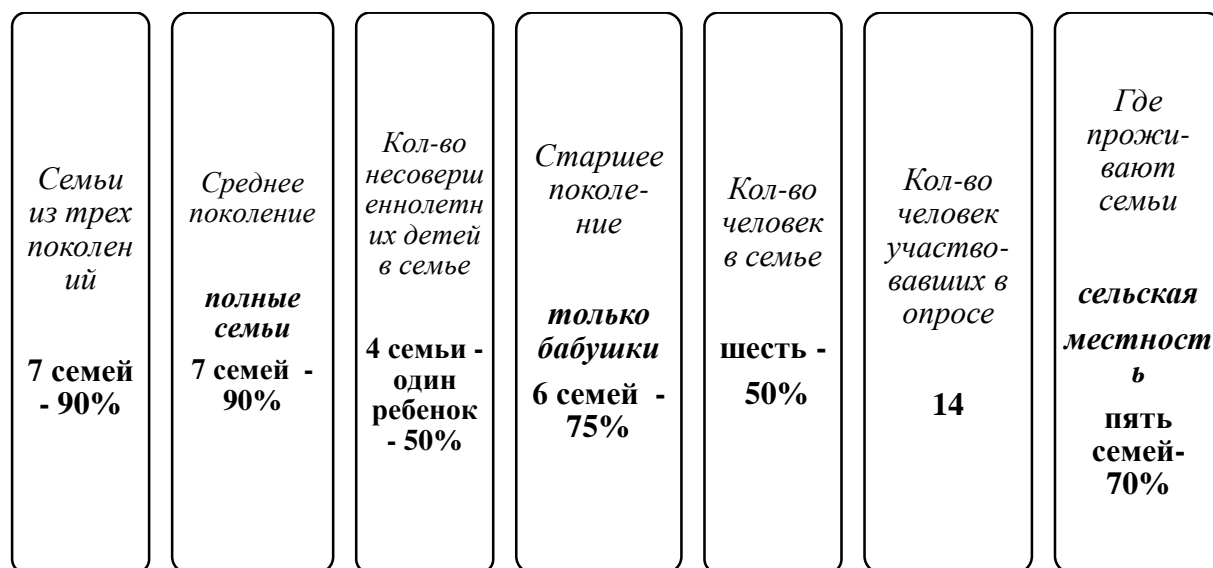 Семьи
из трех
поколен
ий
7 семей
- 90%
Среднее
поколение
полные
семьи
7 семей -
90%
Кол-во
несоверш
еннолетн
их детей
в семье
4 семьи -
один
ребенок
- 50%
Старшее
поколе-
ние
только
бабушки
6 семей -
75%
Кол-во
человек
в семье
шесть -
50%
Кол-во
человек
участво-
вавших в
опросе
14
Где
прожи-
вают
семьи
сельская
местност
ь
пять
семей-
70%